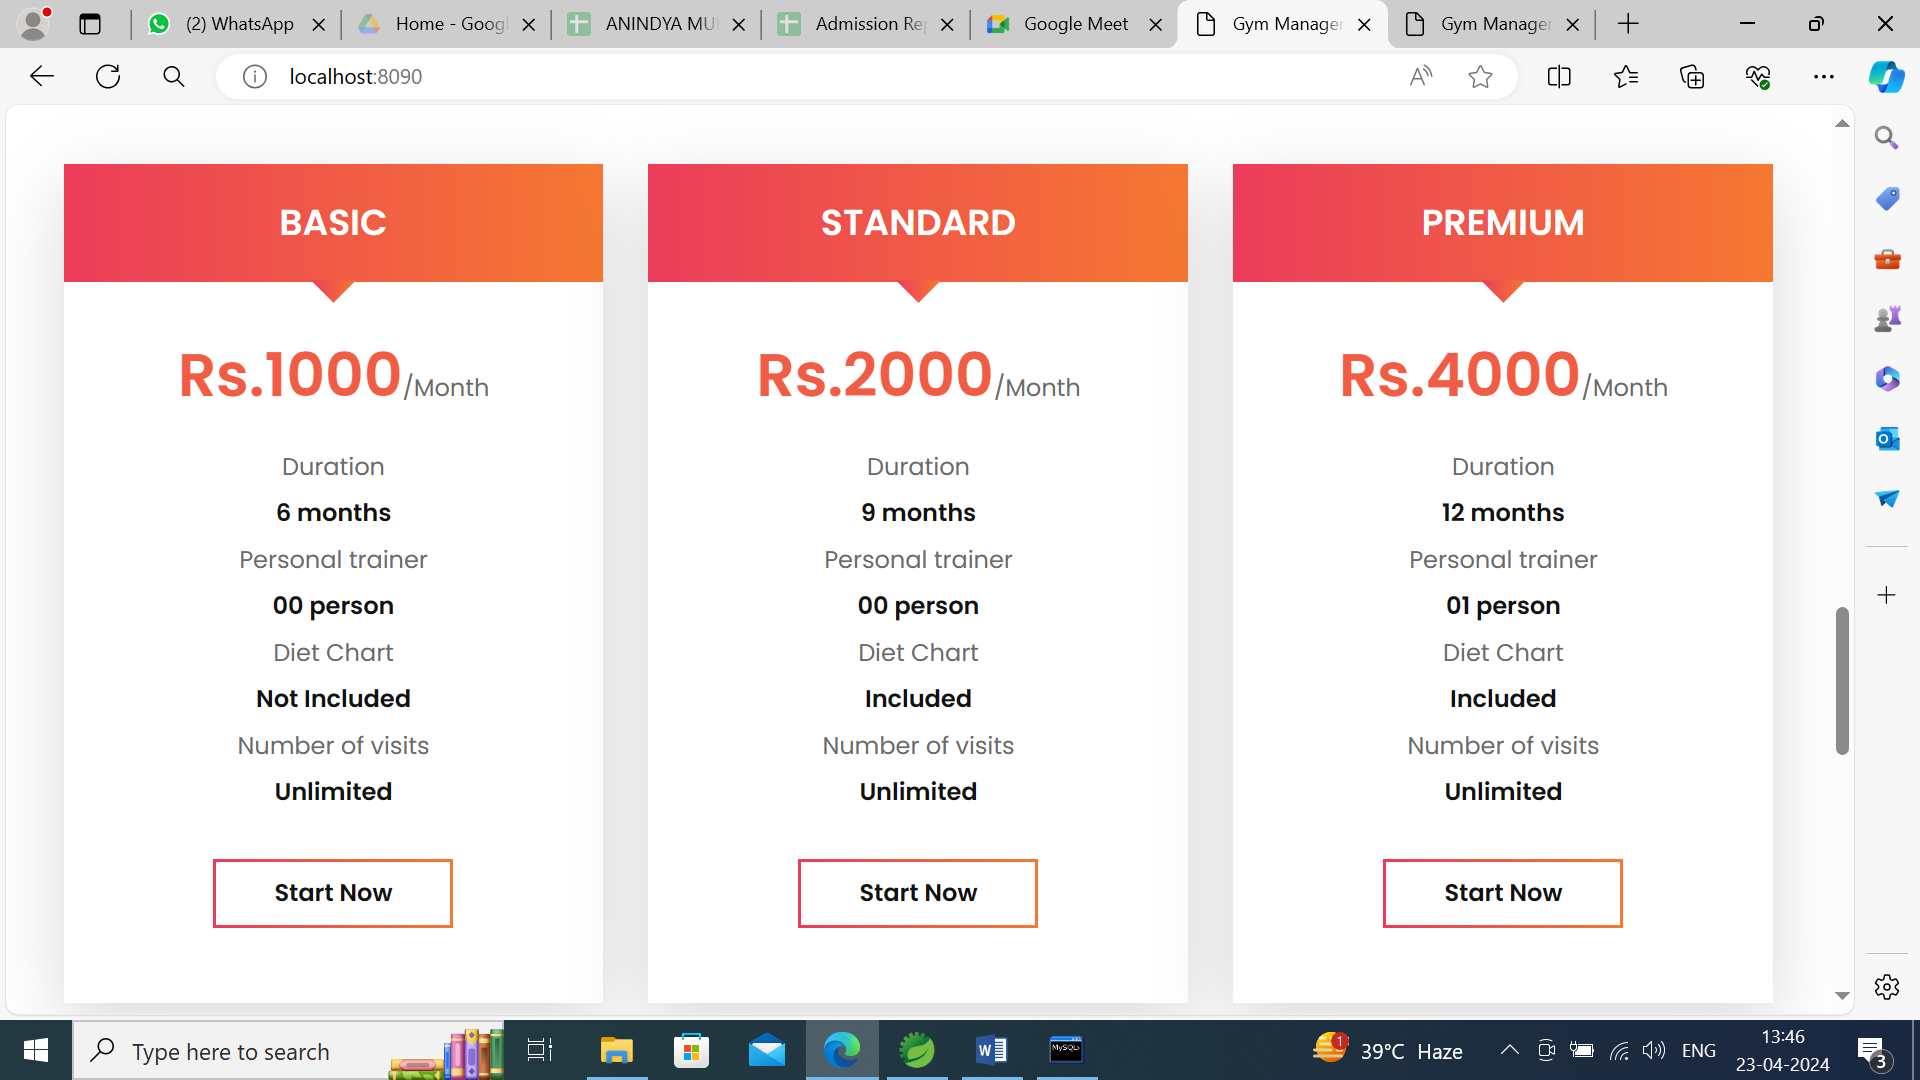 (2) WhatsApp
Home - Googl
ANINDYA MU
Admission Re
Google Meet
Gym Manager
Gym Manager
localhost:8090
BASIC
Rs.1000/Month
Duration
6 months
Personal trainer
00 person
Diet Chart
Not Included
Number of visits
Unlimited
Start Now
STANDARD
Rs.2000/Month
Duration
9 months
Personal trainer
00 person
Diet Chart
Included
Number of visits
Unlimited
Start Now
PREMIUM
Rs.4000/Month
Duration
12 months
Personal trainer
01 person
Diet Chart
Included
Number of visits
Unlimited
Start Now
Type here to search
MySQL
1
39°C Haze
ENG
13:46
23-04-2024
3